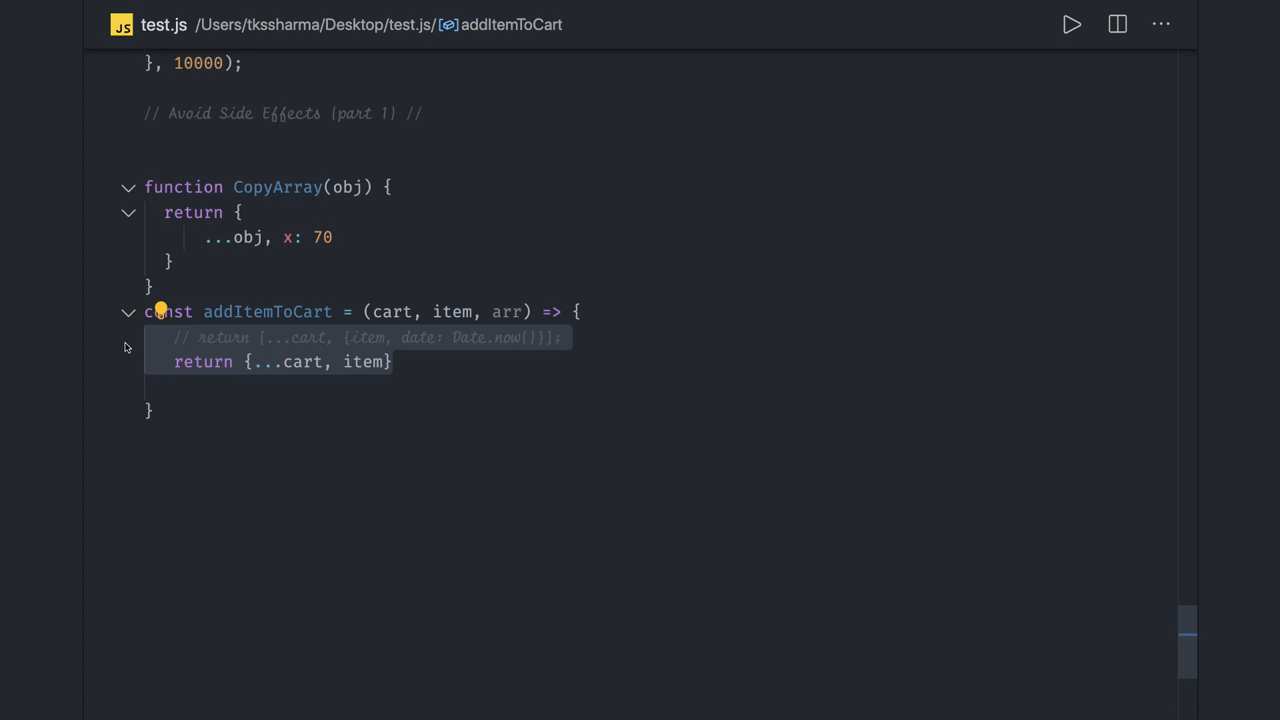 JS test.js /Users/tkssharma/Desktop/test.js/addItemToCart ...
}, 10000);
// Avoid Side Effects (part 1) //
function CopyArray(obj) {
return {
...obj, x: 70
}
}
const addItemToCart = (cart, item, arr) => {
// return [...cart, {item, date: Date.now()}];
return {...cart, item}
}